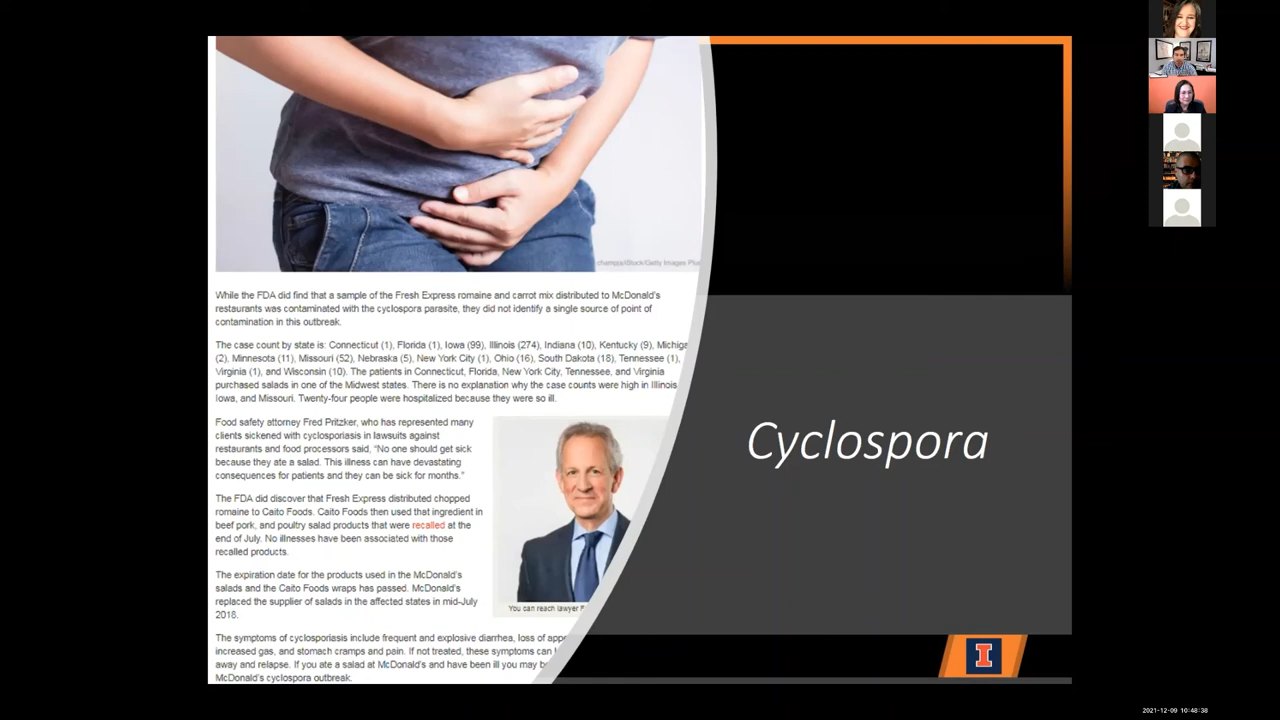 champja/iStock/Getty Images Plus
While the FDA did find that a sample of the Fresh Express romaine and carrot mix distributed to McDonald's
restaurants was contaminated with the cyclospora parasite, they did not identify a single source of point of
contamination in this outbreak.
The case count by state is: Connecticut (1), Florida (1), Iowa (99), Illinois (274), Indiana (10), Kentucky (9), Michiga
(2), Minnesota (11), Missouri (52), Nebraska (5), New York City (1), Ohio (16), South Dakota (18), Tennessee (1),
Virginia (1), and Wisconsin (10). The patients in Connecticut, Florida, New York City, Tennessee, and Virginia
purchased salads in one of the Midwest states. There is no explanation why the case counts were high in Illinois
Iowa, and Missouri. Twenty-four people were hospitalized because they were so ill.
Food safety attorney Fred Pritzker, who has represented many
clients sickened with cyclosporiasis in lawsuits against
restaurants and food processors said, "No one should get sick
because they ate a salad. This illness can have devastating
consequences for patients and they can be sick for months."
The FDA did discover that Fresh Express distributed chopped
romaine to Caito Foods. Caito Foods then used that ingredient in
beef pork, and poultry salad products that were recalled at the
end of July. No illnesses have been associated with those
recalled products.
The expiration date for the products used in the McDonald's
salads and the Caito Foods wraps has passed. McDonald's
replaced the supplier of salads in the affected states in mid-July
2018.
You can reach lawyer
The symptoms of cyclosporiasis include frequent and explosive diarrhea, loss of appe
increased gas, and stomach cramps and pain. If not treated, these symptoms can
away and relapse. If you ate a salad at McDonald's and have been ill you may b
McDonald's cyclospora outbreak.
Cyclospora
I
2021-12-09 10:48:38